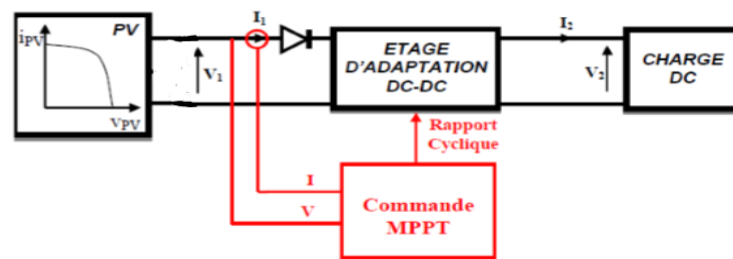 PV
iPV
VPV
V1
I1
ETAGE
D'ADAPTATION
DC-DC
I2
V2
CHARGE
DC
Rapport
Cyclique
I
V
Commande
MPPT